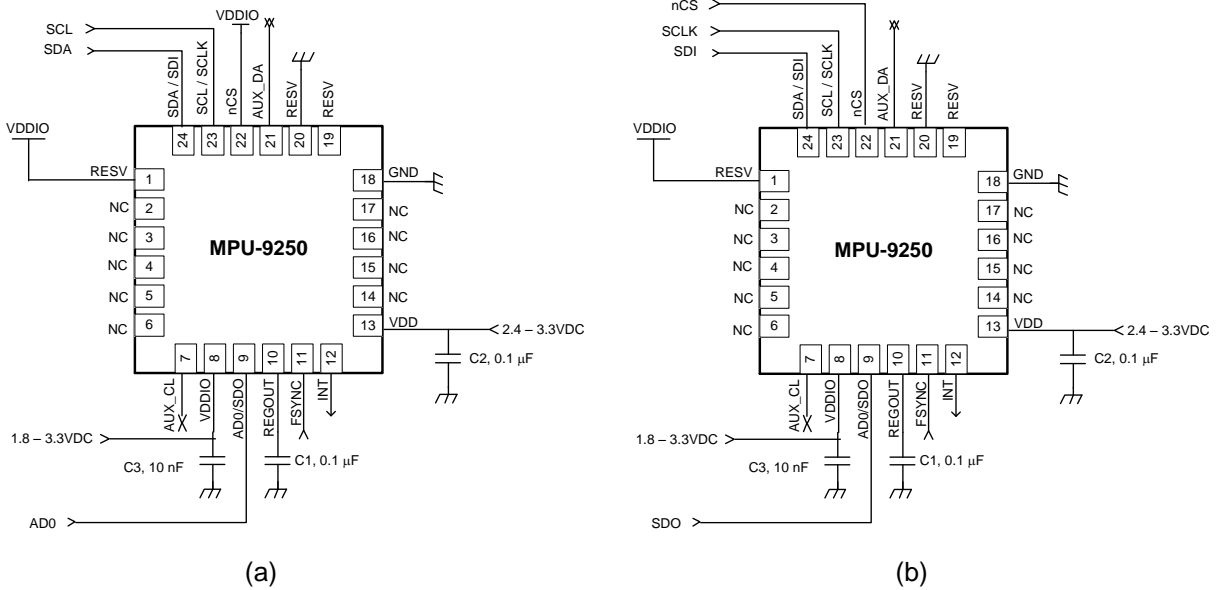 SCL
SDA
VDDIO
SDA / SDI
SCL / SCLK
nCS
AUX_DA
RESV
RESV
24
23
22
21
20
19
VDDIO
RESV
1
18
GND
NC
2
17
NC
NC
3
16
NC
MPU-9250
NC
4
15
NC
NC
5
14
NC
NC
6
13
VDD
2.4 – 3.3VDC
7
8
9
10
11
12
C2, 0.1 μF
AUX_CL
VDDIO
AD0/SDO
REGOUT
FSYNC
INT
1.8 – 3.3VDC
C3, 10 nF
C1, 0.1 μF
AD0
(a)
nCS
SCLK
SDI
SDA / SDI
SCL / SCLK
nCS
AUX_DA
RESV
RESV
24
23
22
21
20
19
VDDIO
RESV
1
18
GND
NC
2
17
NC
NC
3
16
NC
MPU-9250
NC
4
15
NC
NC
5
14
NC
NC
6
13
VDD
2.4 – 3.3VDC
7
8
9
10
11
12
C2, 0.1 μF
AUX_CL
VDDIO
AD0/SDO
REGOUT
FSYNC
INT
1.8 – 3.3VDC
C3, 10 nF
C1, 0.1 μF
SDO
(b)